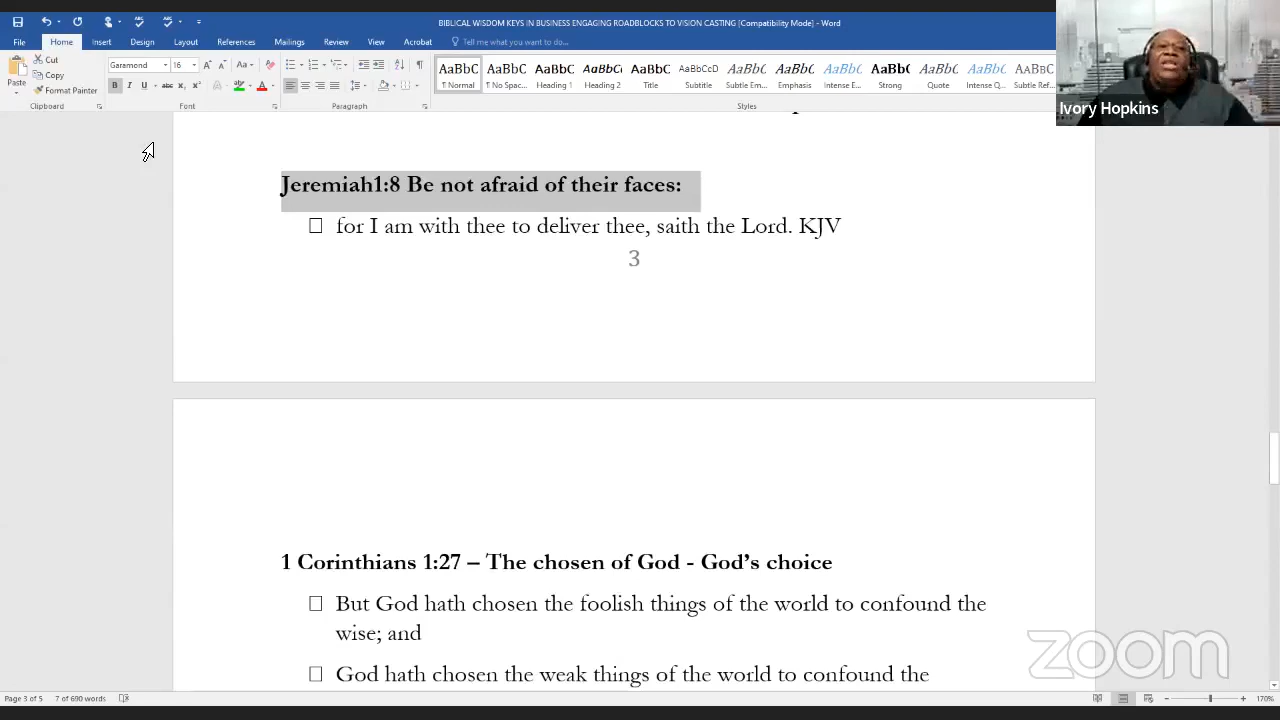 BIBLICAL WISDOM KEYS IN BUSINESS ENGAGING ROADBLOCKS TO VISION CASTING [Compatibility Mode] - Word
File Home Insert Design Layout References Mailings Review View Acrobat Tell me what you want to do...
Cut
Copy
Format Painter
Paste
Garamond 16
AaBbC AaBbC AaBbC AaBbC AaBbC AaBbCcD AaBbC AaBbC AaBbC AaBbC AaBbC AaBbC AaBbC
¶ Normal ¶ No Spac... Heading Heading 2 Title Subtitle Subtle Em... Emphasis Intense E... Strong Quote Intense Q... Subtle Ref...
Clipboard Font Paragraph Styles
Ivory Hopkins
Jeremiah1:8 Be not afraid of their faces:
for I am with thee to deliver thee, saith the Lord. KJV
3
1 Corinthians 1:27 – The chosen of God - God's choice
But God hath chosen the foolish things of the world to confound the
wise; and
God hath chosen the weak things of the world to confound the
zoom
Page 3 of 5 7 of 690 words 170%